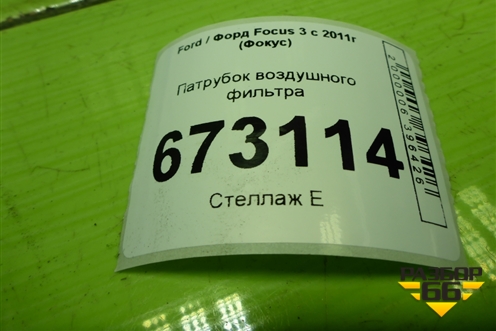 Ford / Форд Focus 3 с 2011г
(Фокус)
Патрубок воздушного
фильтра
673114
Стеллаж Е
2000006396426
РАЗБОР
66